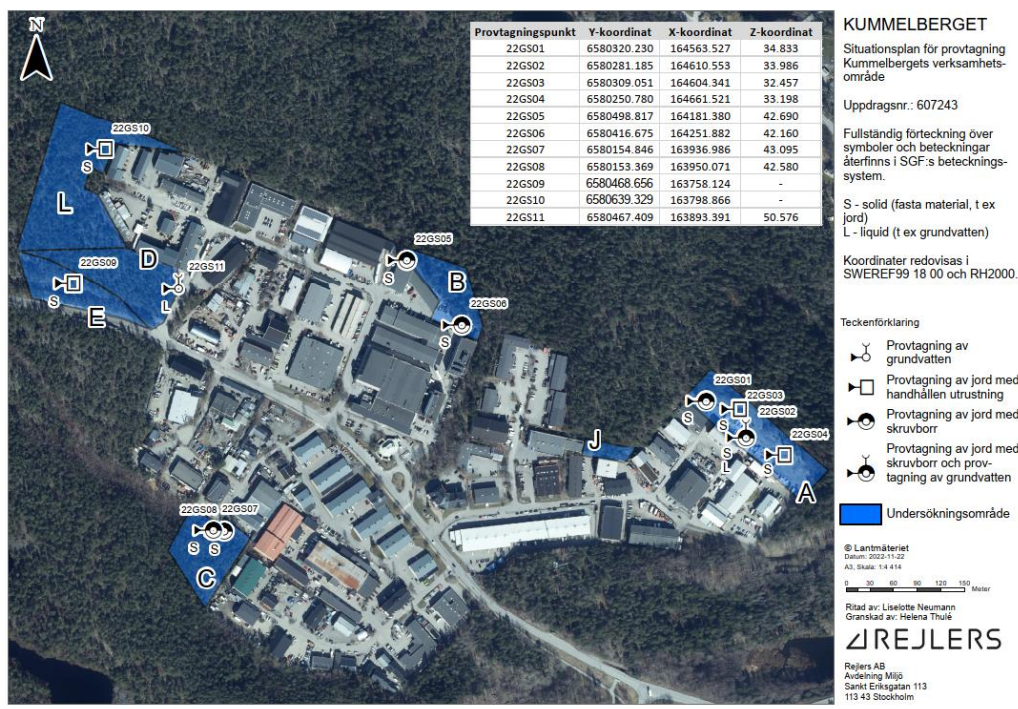 N
Provtagningspunkt Y-koordinat X-koordinat Z-koordinat
22GS01 6580320.230 164563.527 34.833
22GS02 6580281.185 164610.553 33.986
22GS03 6580309.051 164604.341 32.457
22GS04 6580250.780 164661.521 33.198
22GS05 6580498.817 164181.380 42.690
22GS06 6580416.675 164251.882 42.160
22GS07 6580154.846 163936.986 43.095
22GS08 6580153.369 163950.071 42.580
22GS09 6580468.656 163758.124 -
22GS10 6580639.329 163798.866 -
22GS11 6580467.409 163893.391 50.576
22GS10
S
L
D
22GS09
22GS11
S
L
E
22GS05
S
B
22GS06
S
22GS01
22GS03
22GS02
S
S
22GS04
S
L
S
J
A
22GS08 22GS07
S S
C
KUMMELBERGET
Situationsplan för provtagning
Kummelbergets verksamhets-
område
Uppdragsnr.: 607243
Fullständig förteckning över
symboler och beteckningar
återfinns i SGF:s betecknings-
system.
S - solid (fasta material, t ex
jord)
L - liquid (t ex grundvatten)
Koordinater redovisas i
SWEREF99 18 00 och RH2000.
Teckenförklaring
Provtagning av
grundvatten
Provtagning av jord med
handhållen utrustning
Provtagning av jord med
skruvborr
Provtagning av jord med
skruvborr och prov-
tagning av grundvatten
Undersökningsområde
© Lantmäteriet
Datum: 2022-11-22
A3, Skala: 1:4 414
0 30 60 90 120 150
Meter
Ritad av: Liselotte Neumann
Granskad av: Helena Thulé
REJLERS
Rejlers AB
Avdelning Miljö
Sankt Eriksgatan 113
113 43 Stockholm